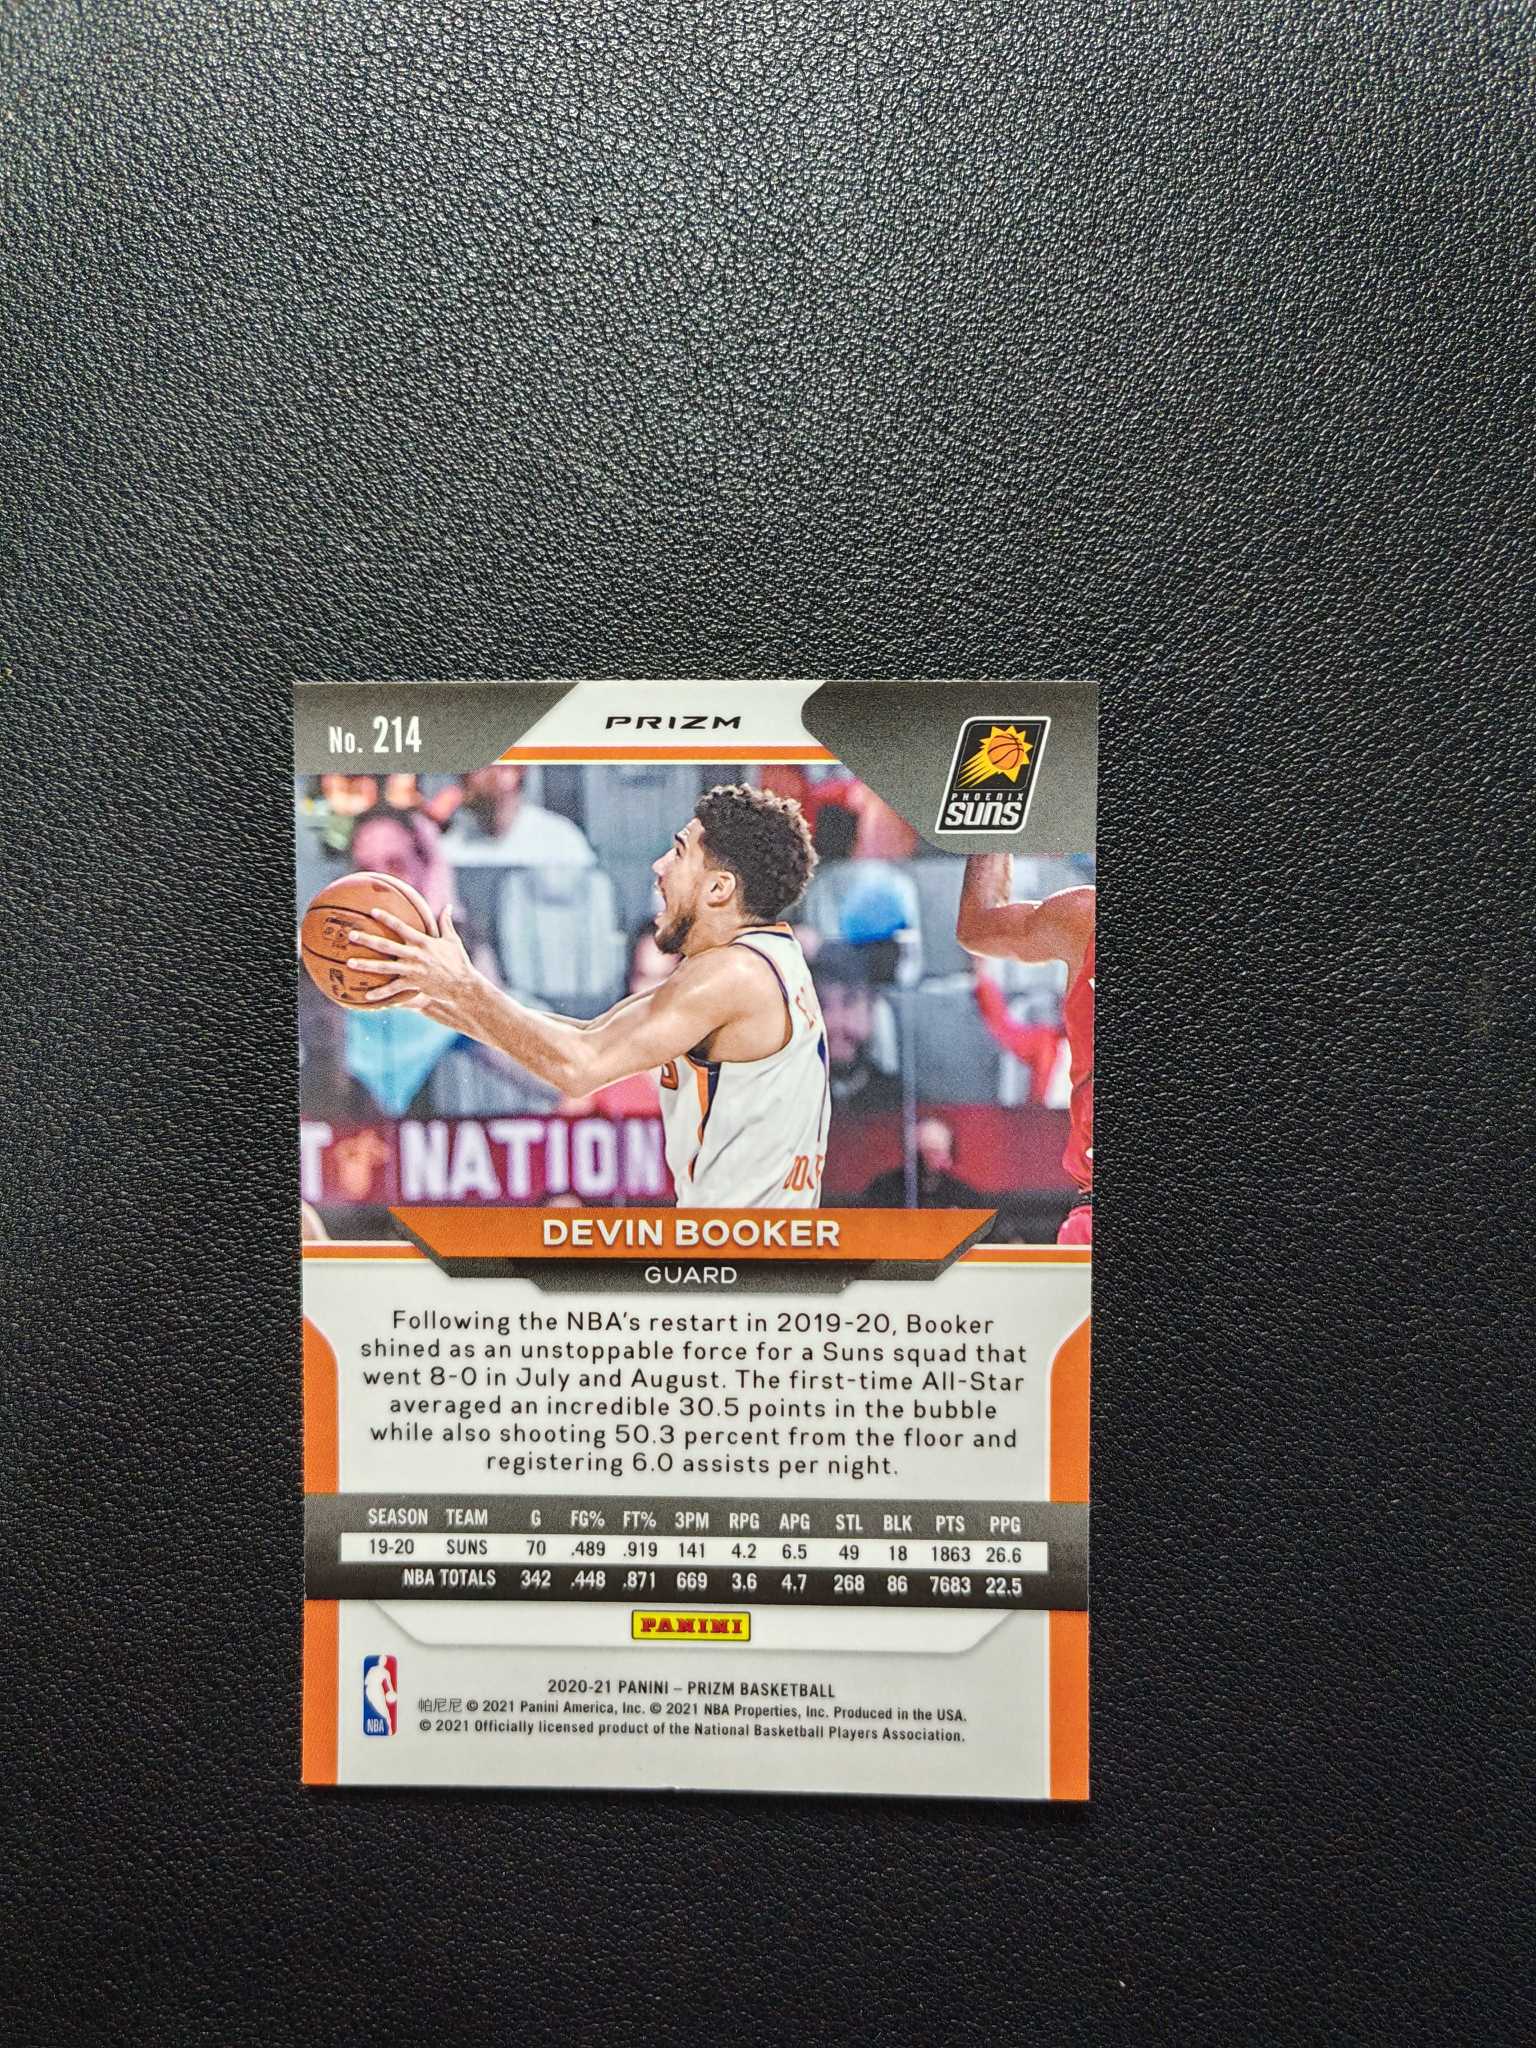 No. 214
PRIZM
PHOENIX
SUNS
NATION
DEVIN BOOKER
GUARD
Following the NBA's restart in 2019-20, Booker
shined as an unstoppable force for a Suns squad that
went 8-0 in July and August. The first-time All-Star
averaged an incredible 30.5 points in the bubble
while also shooting 50.3 percent from the floor and
registering 6.0 assists per night.
SEASON TEAM G FG% FT% 3PM RPG APG STL BLK PTS PPG
19-20 SUNS 70 .489 .919 141 4.2 6.5 49 18 1863 26.6
NBA TOTALS 342 .448 .871 669 3.6 4.7 268 86 7683 22.5
PANINI
NBA
2020-21 PANINI – PRIZM BASKETBALL
帕尼尼 © 2021 Panini America, Inc. © 2021 NBA Properties, Inc. Produced in the USA.
© 2021 Officially licensed product of the National Basketball Players Association.